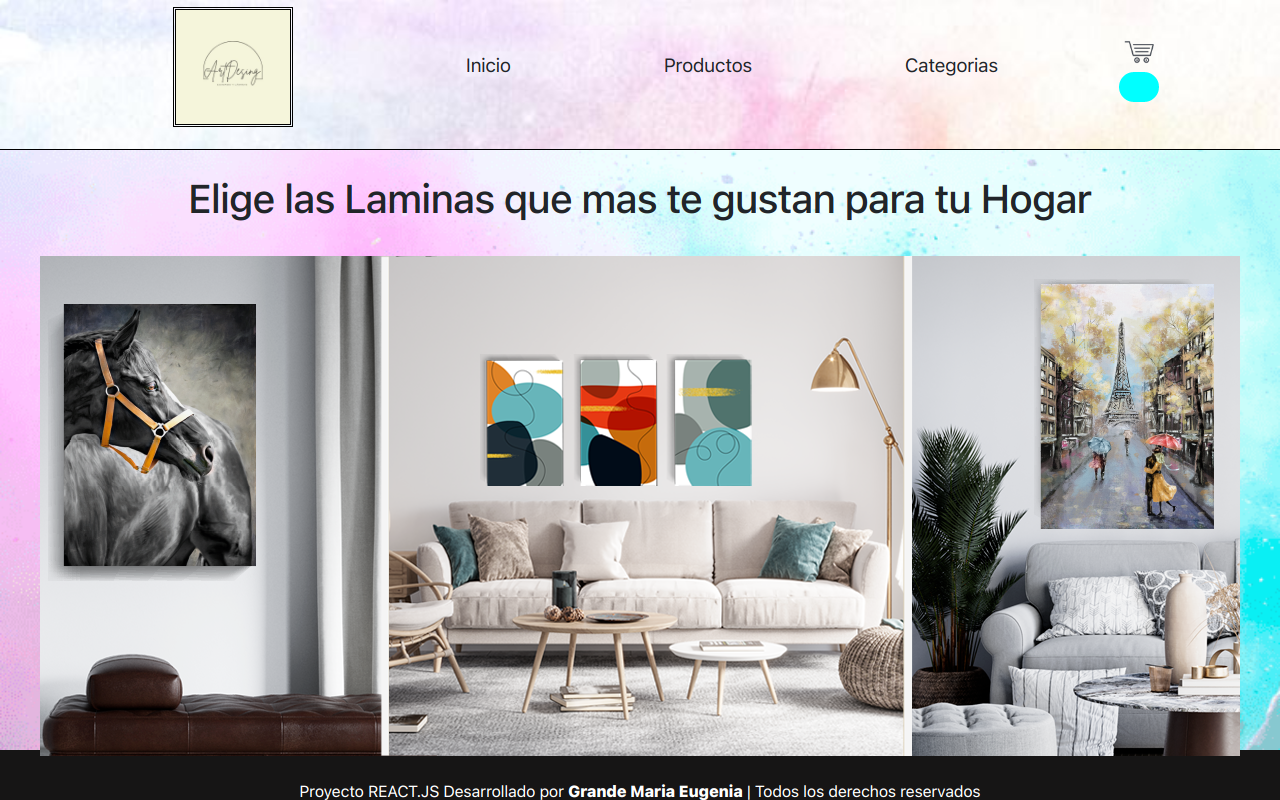 ArtDesing
Inicio
Productos
Categorias
Elige las Laminas que mas te gustan para tu Hogar
Proyecto REACT.JS Desarrollado por Grande Maria Eugenia | Todos los derechos reservados